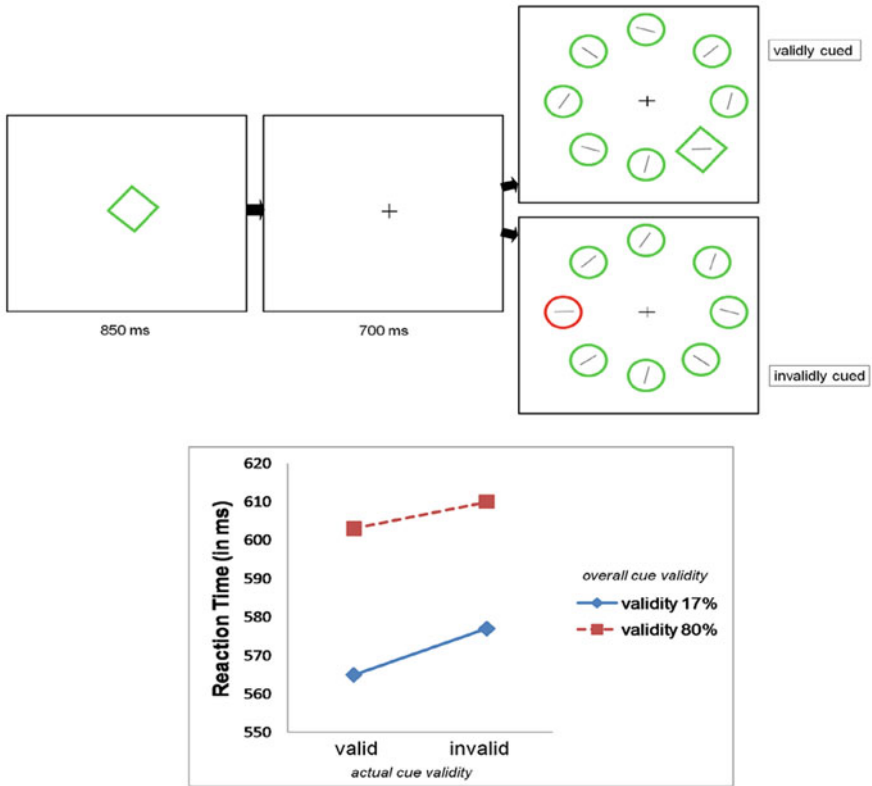 validly cued
850 ms
700 ms
invalidly cued
620
610
600
590
580
570
560
550
Reaction Time (in ms)
valid
invalid
actual cue validity
overall cue validity
validity 17%
validity 80%